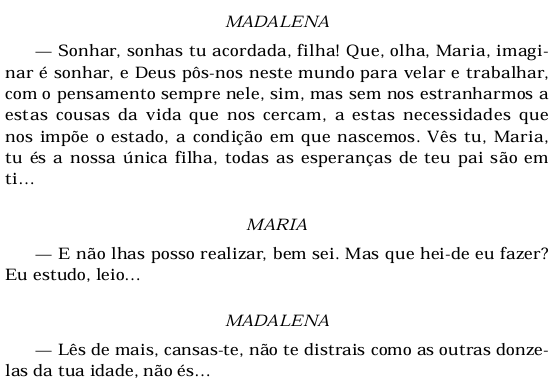 MADALENA
— Sonhar, sonhas tu acordada, filha! Que, olha, Maria, imagi-
nar é sonhar, e Deus pôs-nos neste mundo para velar e trabalhar,
com o pensamento sempre nele, sim, mas sem nos estranharmos a
estas cousas da vida que nos cercam, a estas necessidades que
nos impõe o estado, a condição em que nascemos. Vês tu, Maria,
tu és a nossa única filha, todas as esperanças de teu pai são em
ti...
MARIA
— E não lhas posso realizar, bem sei. Mas que hei-de eu fazer?
Eu estudo, leio...
MADALENA
— Lês de mais, cansas-te, não te distrais como as outras donze-
las da tua idade, não és...